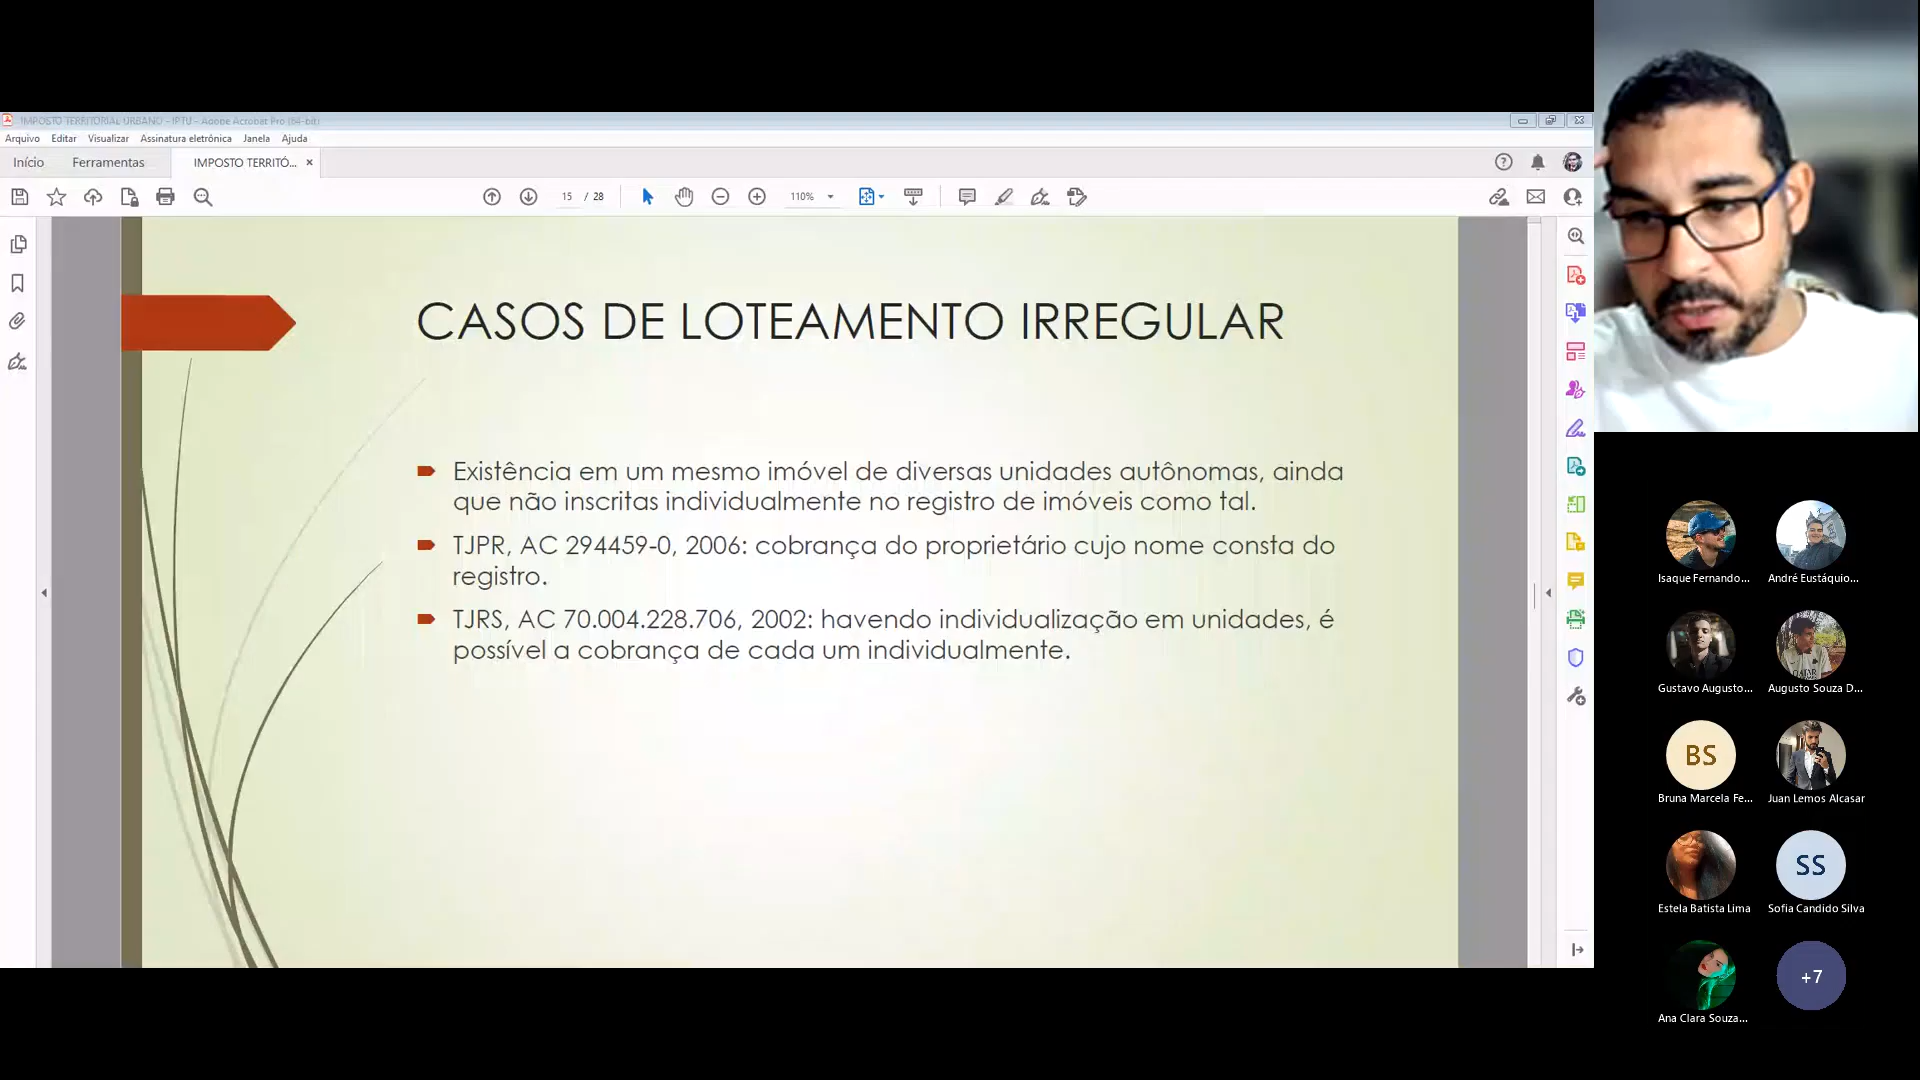 IMPOSTO TERRITORIAL URBANO - IPTU - Adobe Acrobat Pro (64-bit)
Arquivo Editar Visualizar Assinatura eletrônica Janela Ajuda
Início Ferramentas IMPOSTO TERRITÓ... ×
15 / 28 110%
CASOS DE LOTEAMENTO IRREGULAR
Existência em um mesmo imóvel de diversas unidades autônomas, ainda
que não inscritas individualmente no registro de imóveis como tal.
TJPR, AC 294459-0, 2006: cobrança do proprietário cujo nome consta do
registro.
TJRS, AC 70.004.228.706, 2002: havendo individualização em unidades, é
possível a cobrança de cada um individualmente.
Isaque Fernando... André Eustáquio...
Gustavo Augusto... Augusto Souza D...
BS
Bruna Marcela Fe... Juan Lemos Alcasar
SS
Estela Batista Lima Sofia Candido Silva
+7
Ana Clara Souza...